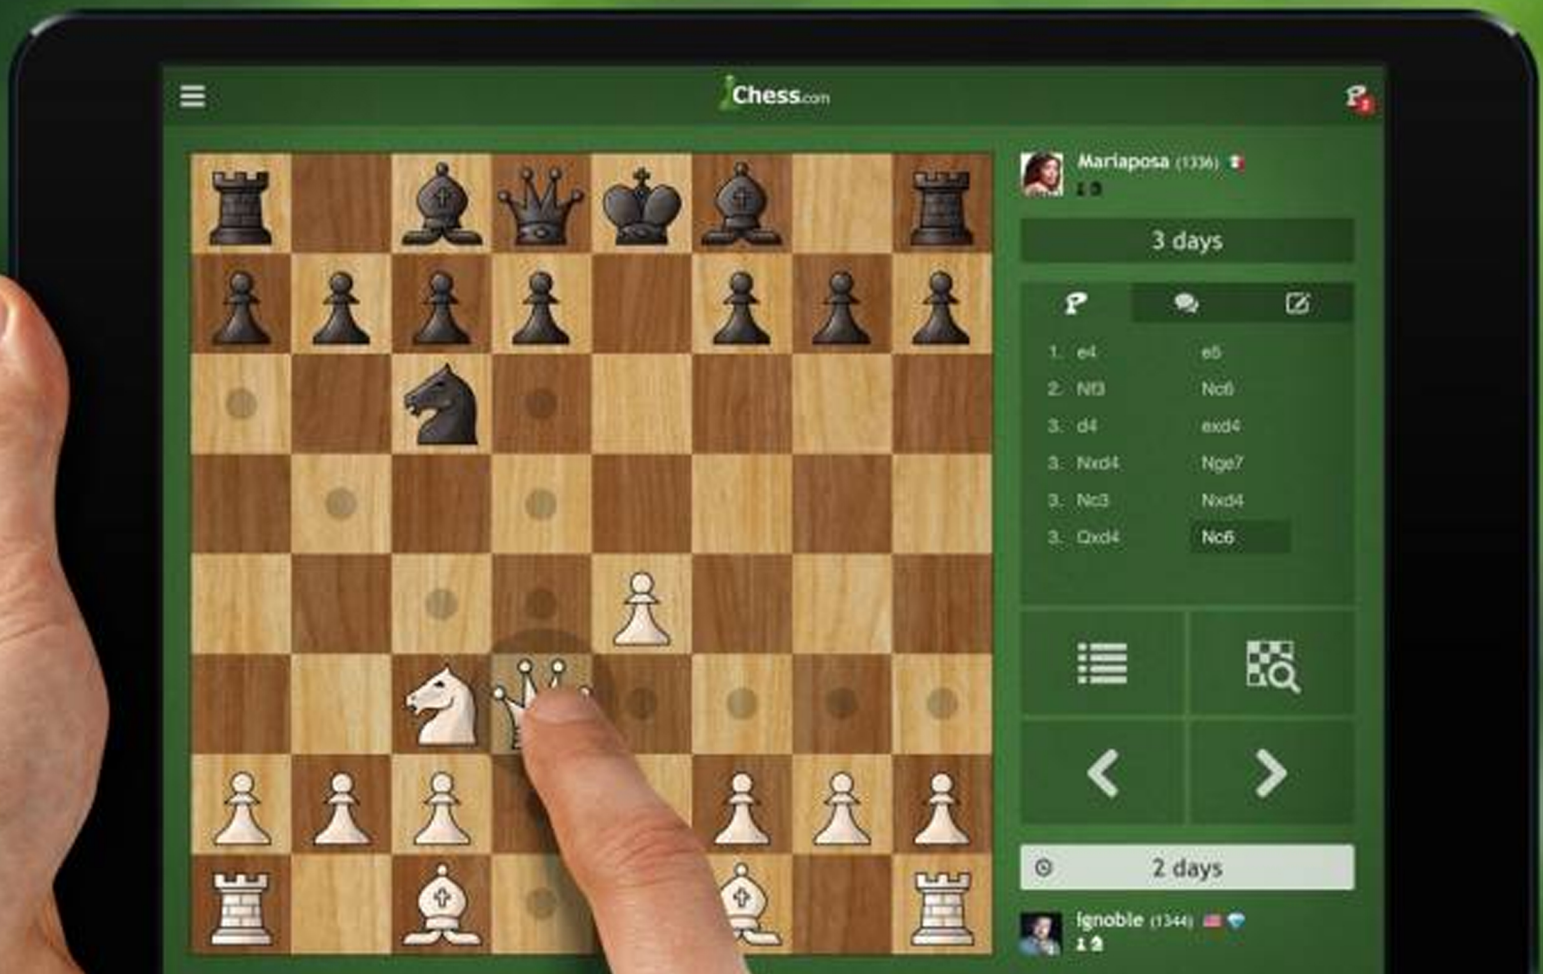 Chess.com
2
Mariaposa (1336)
3 days
1. e4 e5
2. Nf3 Nc6
3. d4 exd4
3. Nxd4 Nge7
3. Nc3 Nxd4
3. Qxd4 Nc6
2 days
Ignoble (1344)